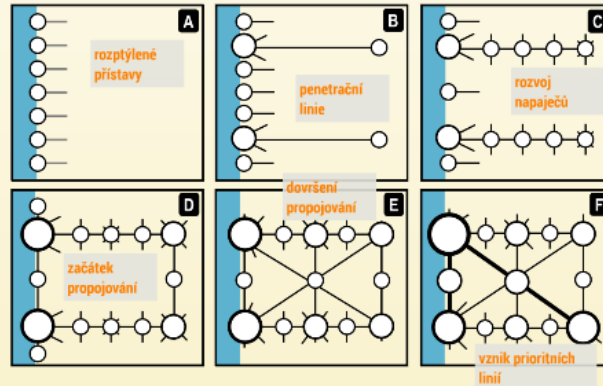 A
rozptýlené
přístavy
B
penetrační
linie
C
rozvoj
napaječů
D
začátek
propojování
E
dovršení
propojování
F
vznik prioritních
linií